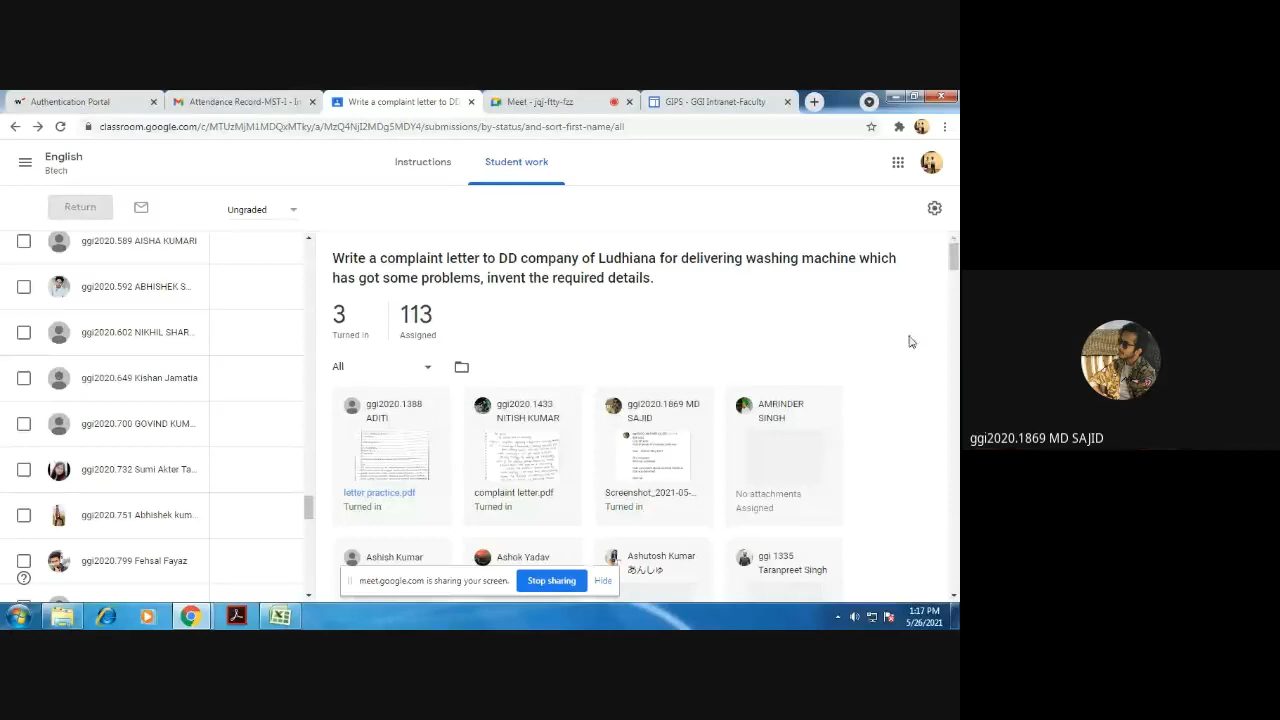 Authentication Portal
Attendance Record-MST-I - In
Write a complaint letter to DD
Meet - jqj-ftty-fzz
GIPS - GGI Intranet-Faculty
classroom.google.com/c/MTUzMjM1MDQxMTky/a/MzQ4NjI2MDg5MDY4/submissions/by-status/and-sort-first-name/all
English
Btech
Instructions
Student work
Return
Ungraded
ggi2020.589 AISHA KUMARI
ggi2020.592 ABHISHEK S...
ggi2020.602 NIKHIL SHAR...
ggi2020.649 Kishan Jamatia
ggi2020.700 GOVIND KUM...
ggi2020.732 Sumi Akter Ta...
ggi2020.751 Abhishek kum...
ggi2020.799 Fehsal Fayaz
Write a complaint letter to DD company of Ludhiana for delivering washing machine which
has got some problems, invent the required details.
3
Turned in
113
Assigned
All
ggi2020.1388
ADITI
letter practice.pdf
Turned in
ggi2020.1433
NITISH KUMAR
complaint letter.pdf
Turned in
ggi2020.1869 MD
SAJID
Screenshot_2021-05-...
Turned in
AMRINDER
SINGH
No attachments
Assigned
Ashish Kumar
Ashok Yadav
Ashutosh Kumar
あんしゅ
ggi 1335
Taranpreet Singh
meet.google.com is sharing your screen.
Stop sharing
Hide
1:17 PM
5/26/2021
ggi2020.1869 MD SAJID